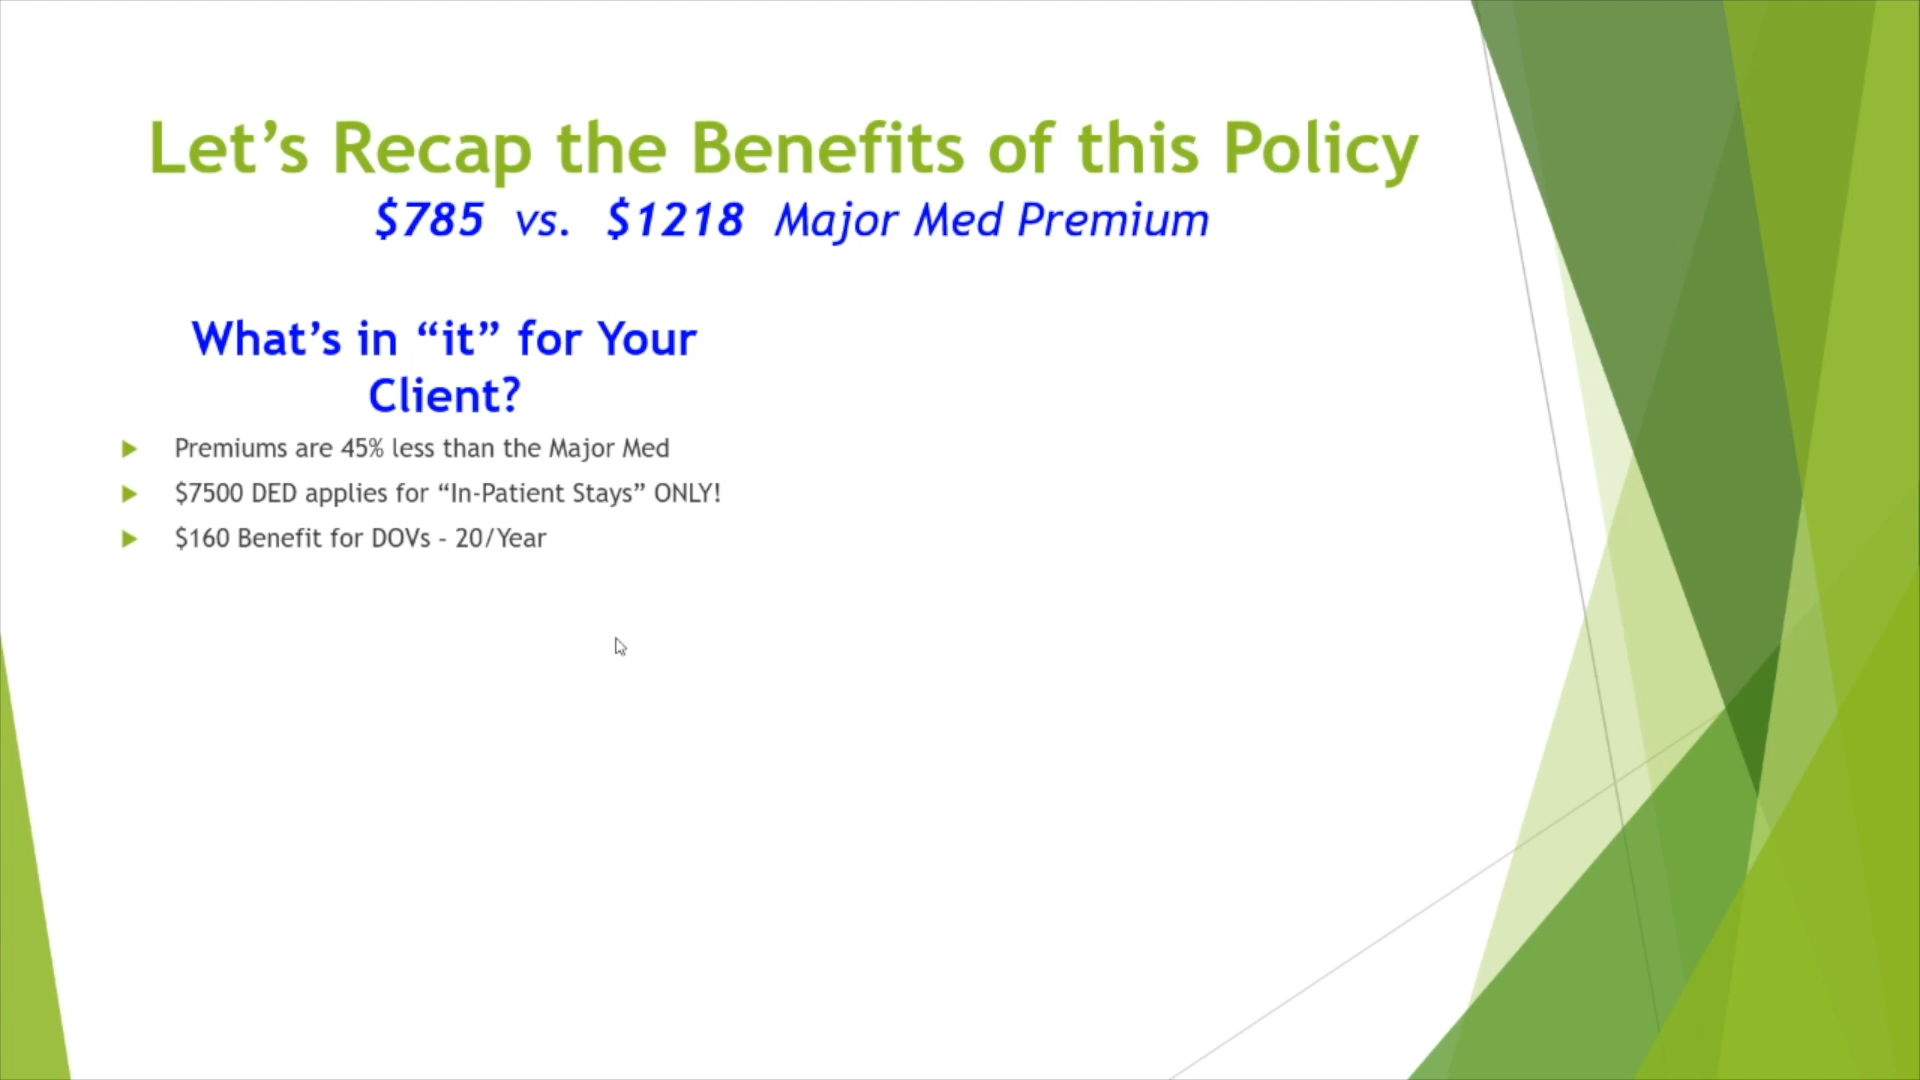 Let’s Recap the Benefits of this Policy
$785 vs. $1218 Major Med Premium
What’s in “it” for Your
Client?
Premiums are 45% less than the Major Med
$7500 DED applies for “In-Patient Stays” ONLY!
$160 Benefit for DOVs - 20/Year